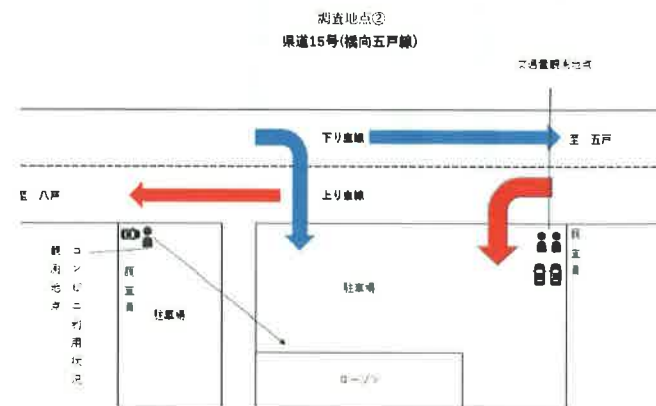 調査地点②
県道15号(橋向五戸線)
交通量観測地点
下り車線
至 五戸
至 八戸
上り車線
調査員
コンビニ利用状況
観測地点
調査員
駐車場
駐車場
ローソン